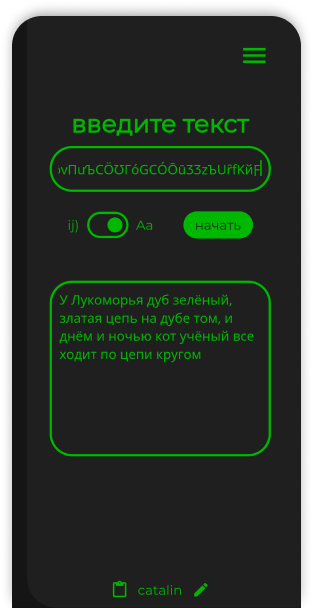 введите текст
ij)
Aa
начать
У Лукоморья дуб зелёный,
златая цепь на дубе том, и
днём и ночью кот учёный все
ходит по цепи кругом
catalin